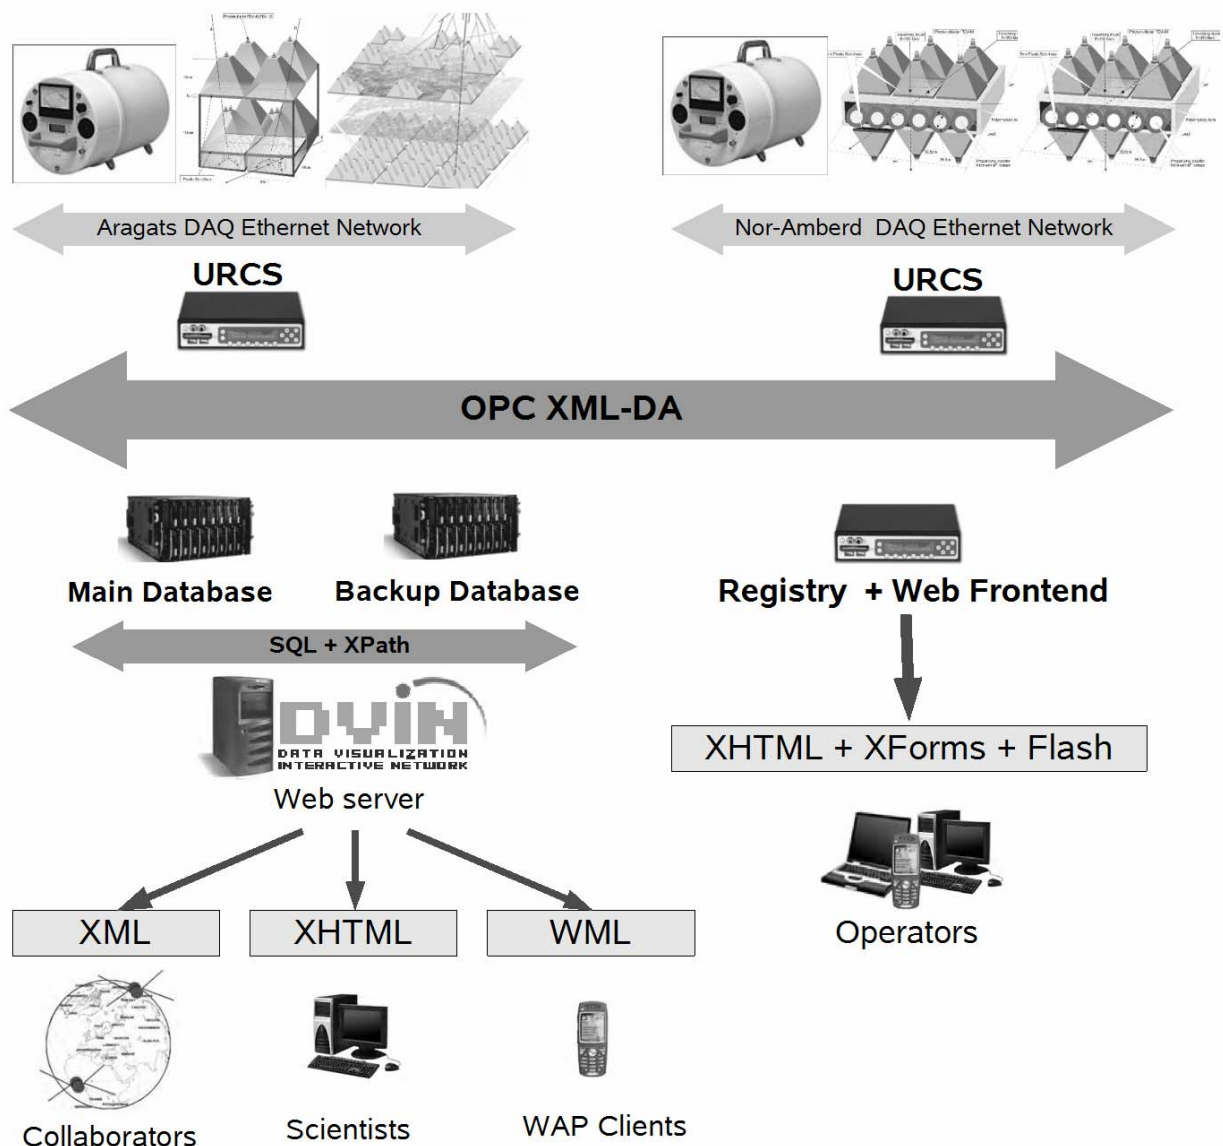 Aragats DAQ Ethernet Network
Nor-Amberd DAQ Ethernet Network
URCS
URCS
OPC XML-DA
Main Database
Backup Database
Registry + Web Frontend
SQL + XPath
DViN
DATA VISUALIZATION
INTERACTIVE NETWORK
Web server
XHTML + XForms + Flash
Operators
XML
XHTML
WML
Collaborators
Scientists
WAP Clients